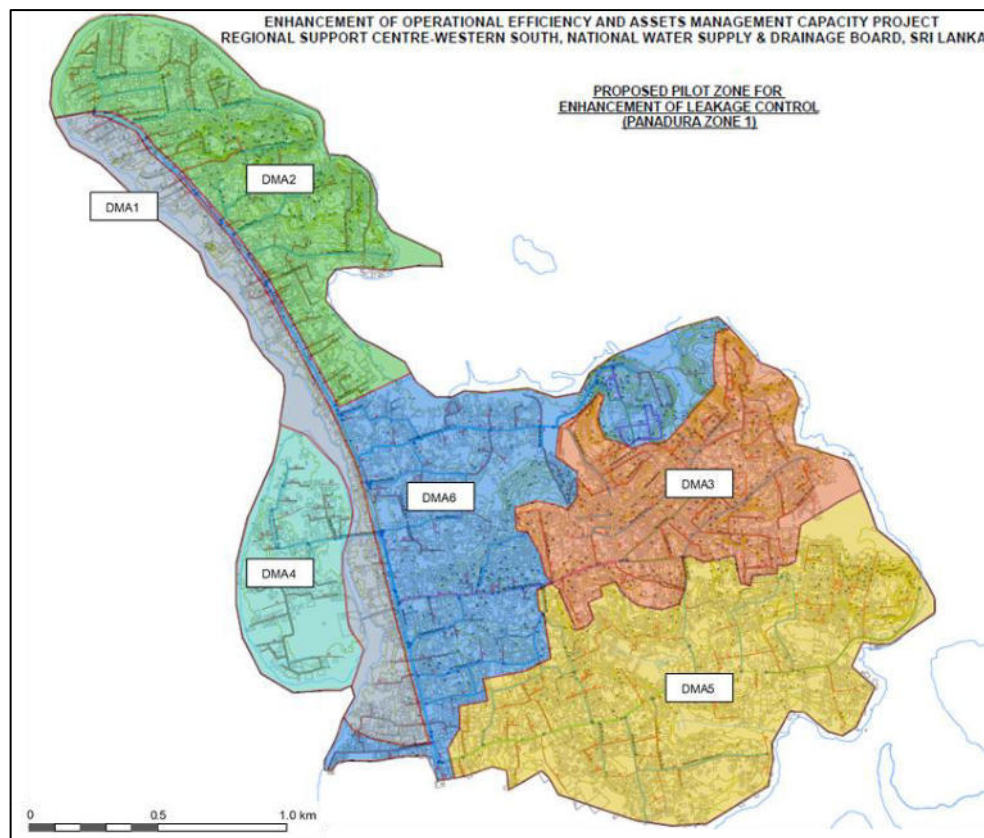 ENHANCEMENT OF OPERATIONAL EFFICIENCY AND ASSETS MANAGEMENT CAPACITY PROJECT
REGIONAL SUPPORT CENTRE-WESTERN SOUTH, NATIONAL WATER SUPPLY & DRAINAGE BOARD, SRI LANKA
PROPOSED PILOT ZONE FOR
ENHANCEMENT OF LEAKAGE CONTROL
(PANADURA ZONE 1)
DMA2
DMA1
DMA3
DMA6
DMA4
DMA5
0 0.5 1.0 km